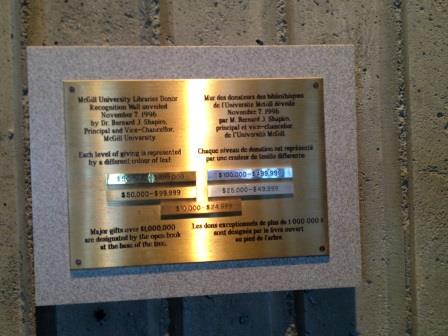 McGill University Libraries Donor
Recognition Wall unveiled
November 7, 1996
by Dr. Bernard J. Shapiro,
Principal and Vice-Chancellor,
McGill University.
Each level of giving is represented
by a different colour of leaf.
Mur des donateurs des bibliothèques
de l'Université McGill dévoilé
November 7, 1996
par M. Bernard J. Shapiro,
principal et vice-chancellor
de l'Université McGill.
Chaque niveau de donation est représenté
par une couleur de feuille différente.
$100,000-$499,999
$50,000-$99,999
$25,000-$49,999
$10,000-$24,999
Major gifts over $1,000,000
are designated by the open book
at the base of the tree.
Les dons exceptionnels de plus de 1 000 000 $
sont désignés par le livre ouvert
au pied de l'arbre.